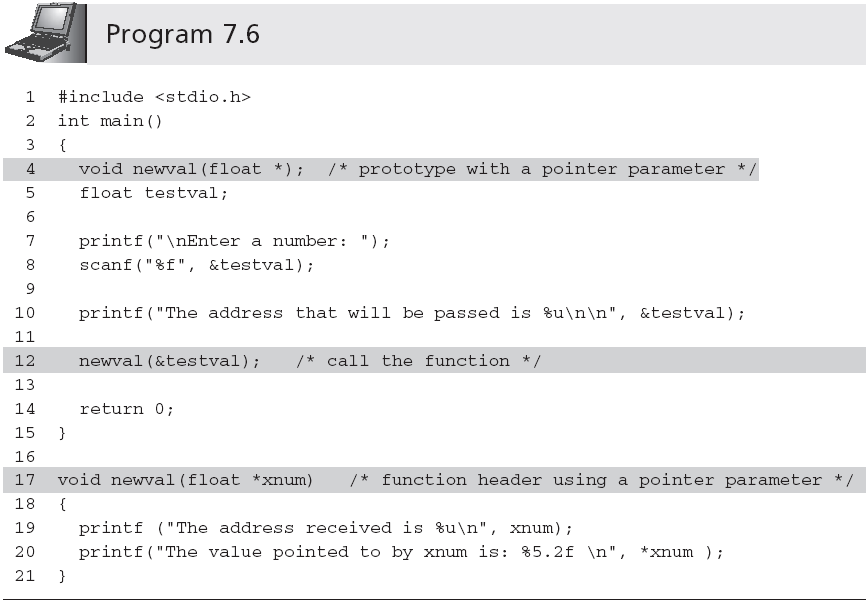 Program 7.6
1 #include <stdio.h>
2 int main()
3 {
4 void newval(float *); /* prototype with a pointer parameter */
5 float testval;
6
7 printf("\nEnter a number: ");
8 scanf("%f", &testval);
9
10 printf("The address that will be passed is %u\n\n", &testval);
11
12 newval(&testval); /* call the function */
13
14 return 0;
15 }
16
17 void newval(float *xnum) /* function header using a pointer parameter */
18 {
19 printf ("The address received is %u\n", xnum);
20 printf("The value pointed to by xnum is: %5.2f \n", *xnum );
21 }